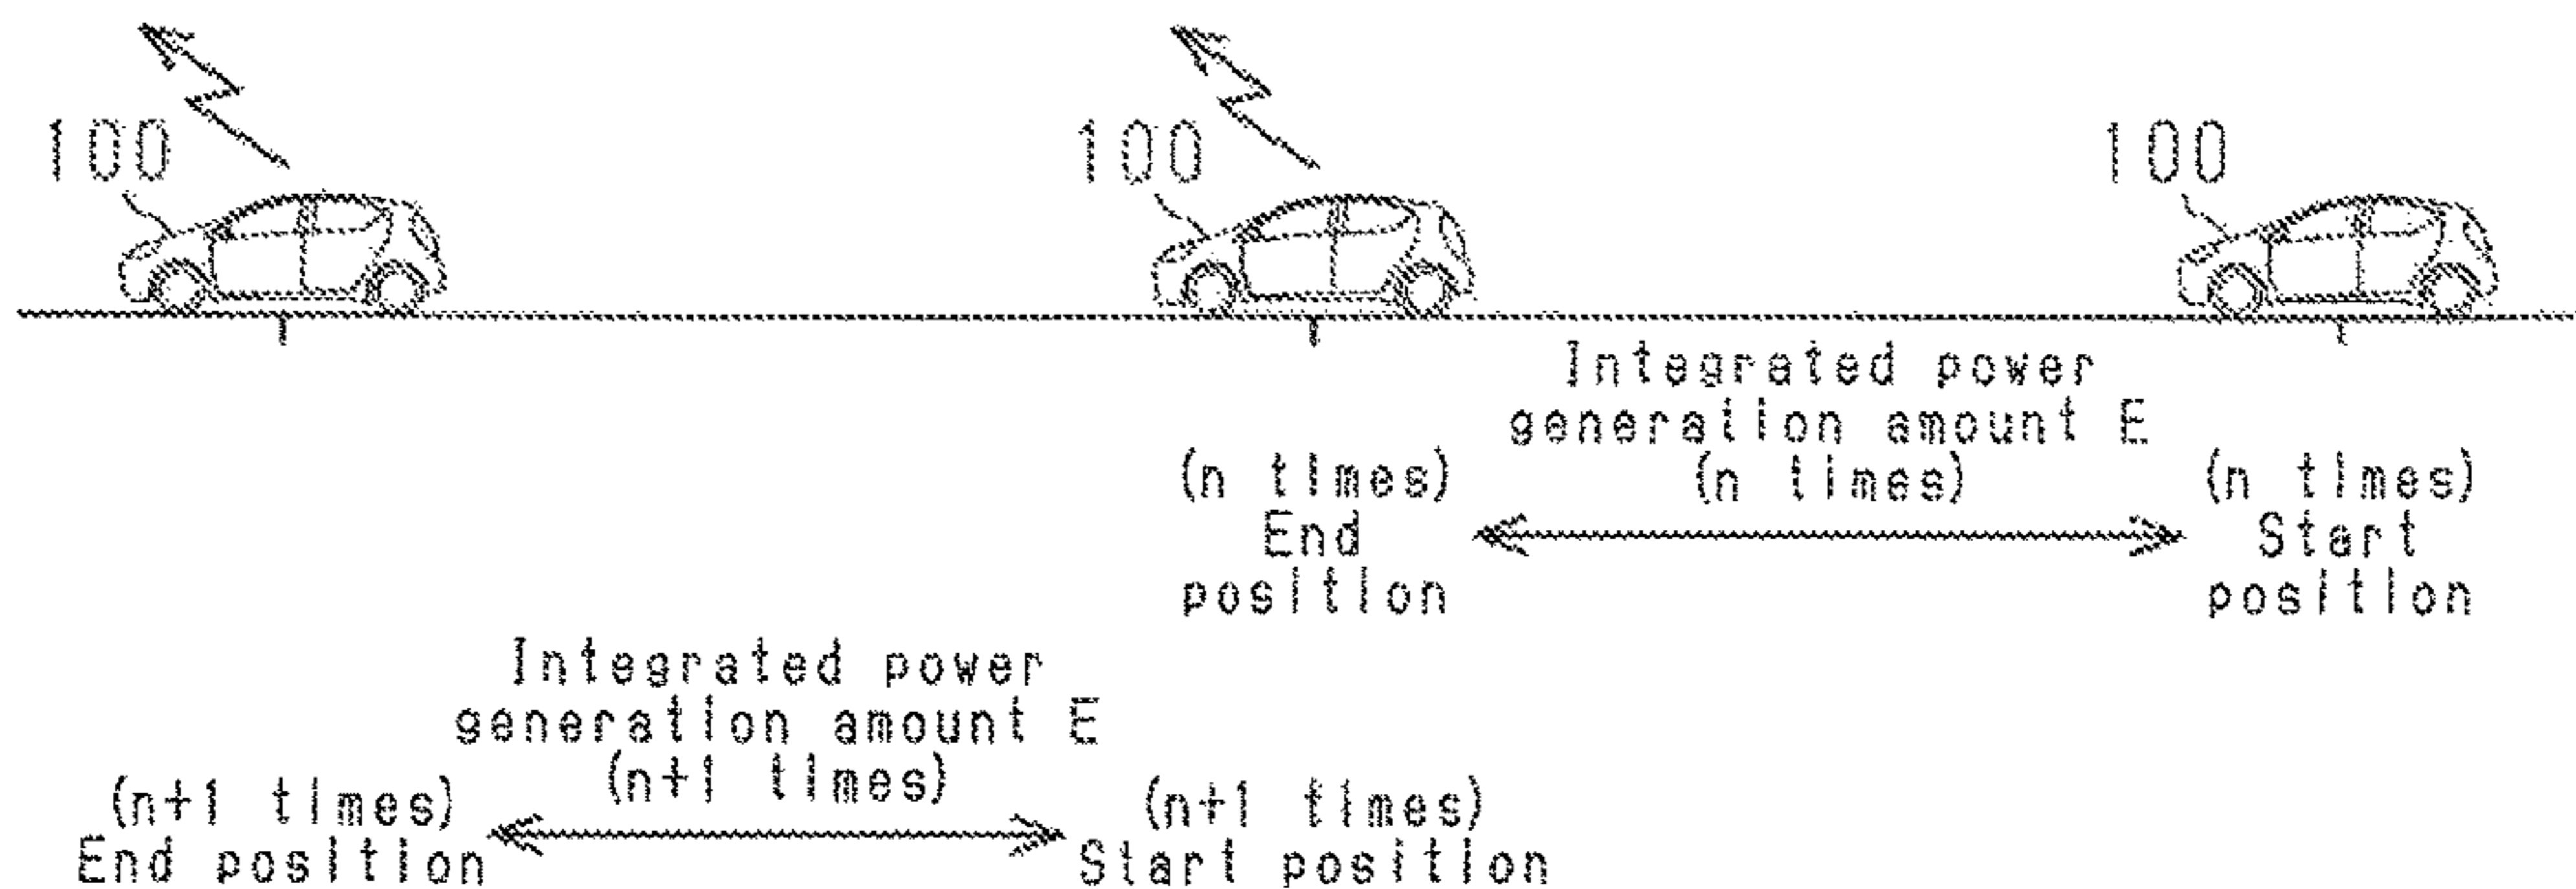 100
100
100
Integrated power
generation amount E
(n times)
(n times)
End
position
(n times)
Start
position
Integrated power
generation amount E
(n+1 times)
(n+1 times)
End position
(n+1 times)
Start position